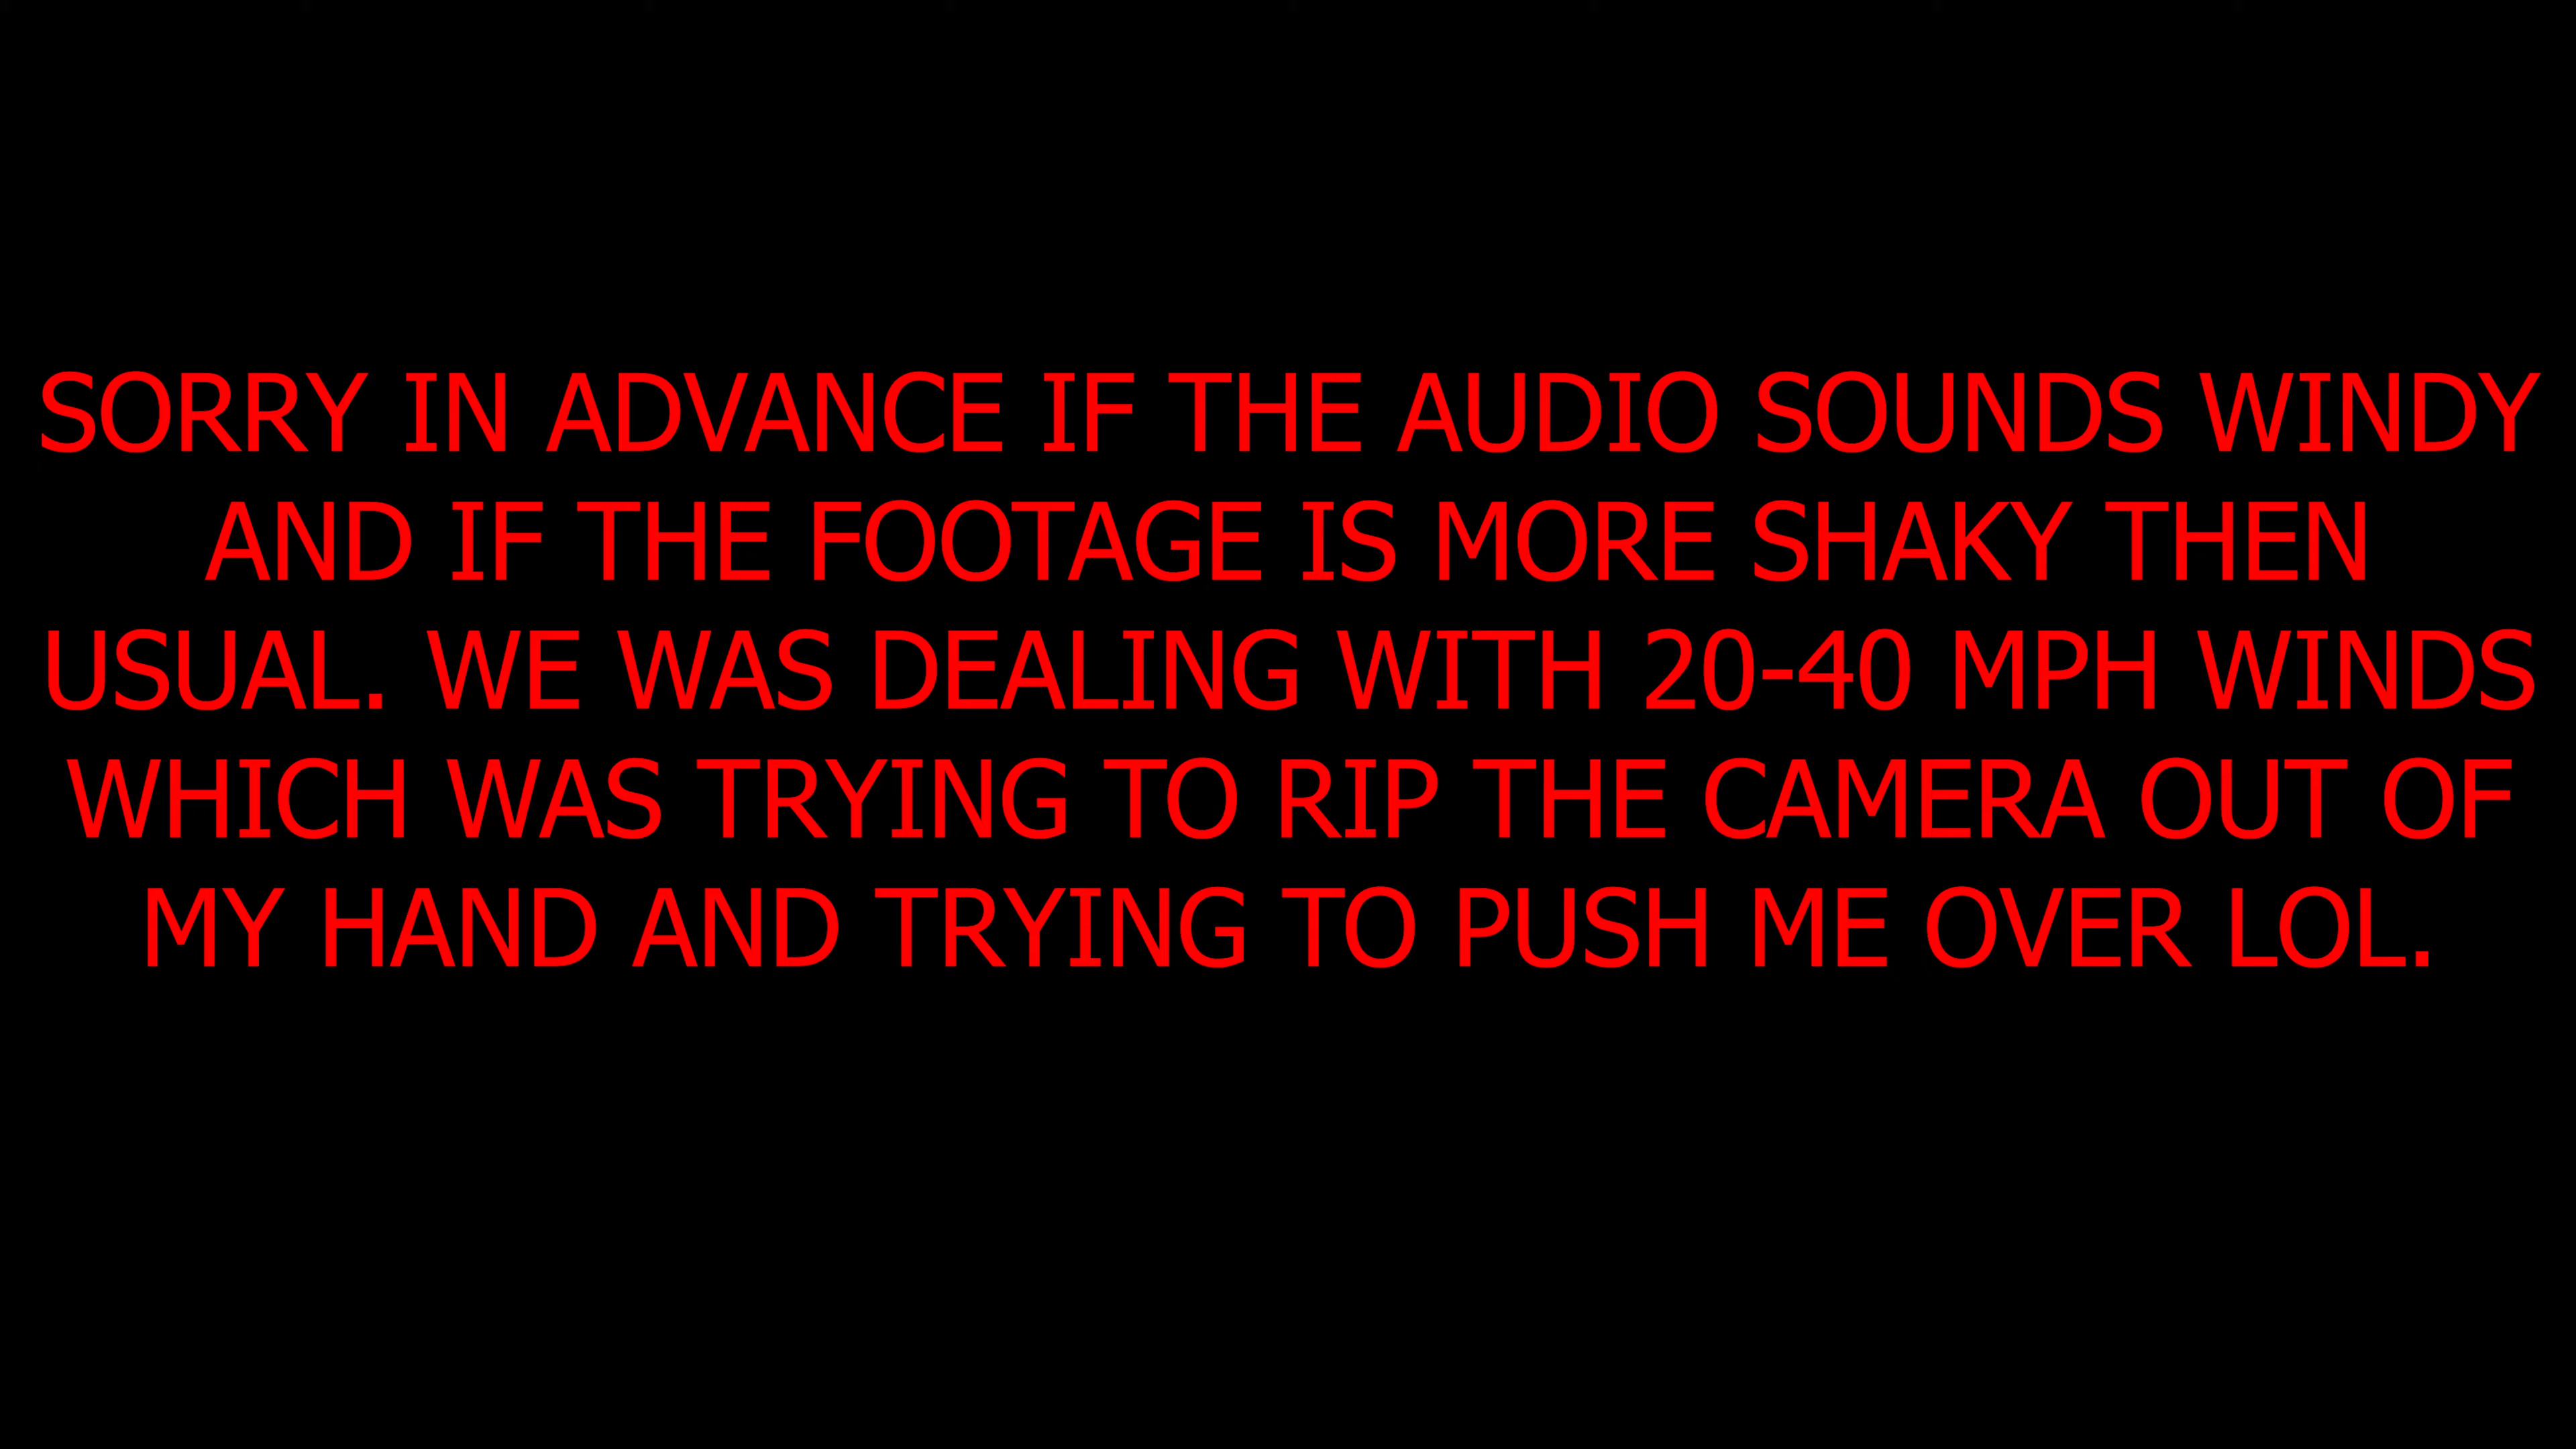 SORRY IN ADVANCE IF THE AUDIO SOUNDS WINDY
AND IF THE FOOTAGE IS MORE SHAKY THEN
USUAL. WE WAS DEALING WITH 20-40 MPH WINDS
WHICH WAS TRYING TO RIP THE CAMERA OUT OF
MY HAND AND TRYING TO PUSH ME OVER LOL.